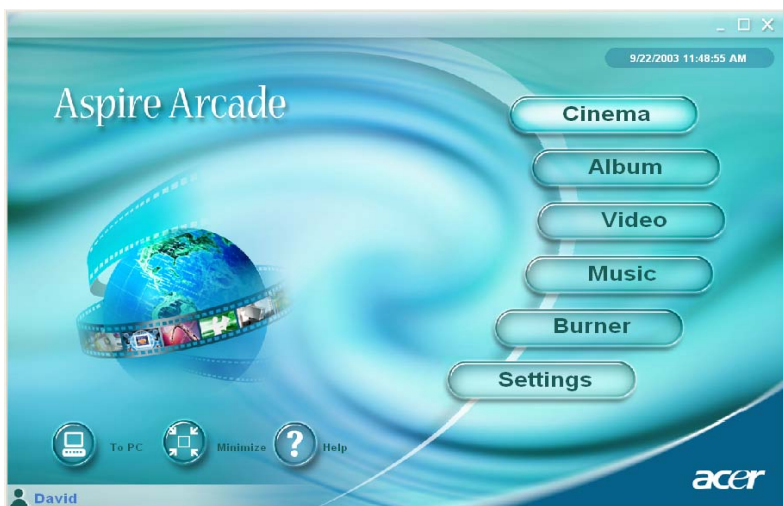 9/22/2003 11:48:55 AM
Aspire Arcade
Cinema
Album
Video
Music
Burner
Settings
To PC
Minimize
? Help
acer
David